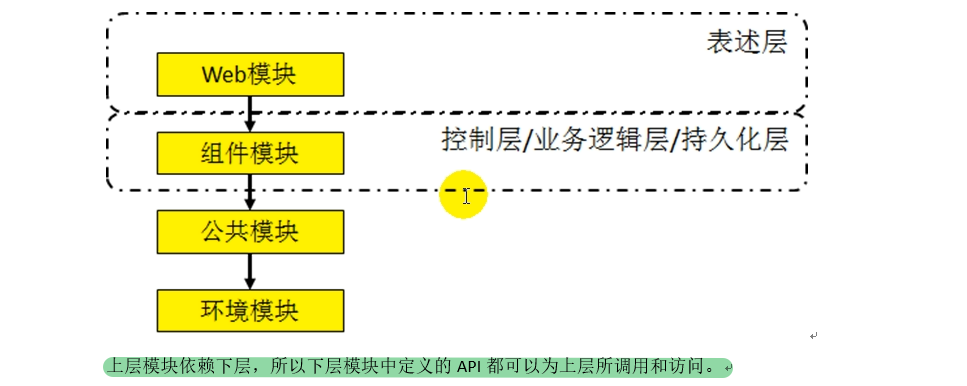 表述层
Web模块
控制层/业务逻辑层/持久化层
组件模块
公共模块
环境模块
上层模块依赖下层，所以下层模块中定义的 API 都可以为上层所调用和访问。